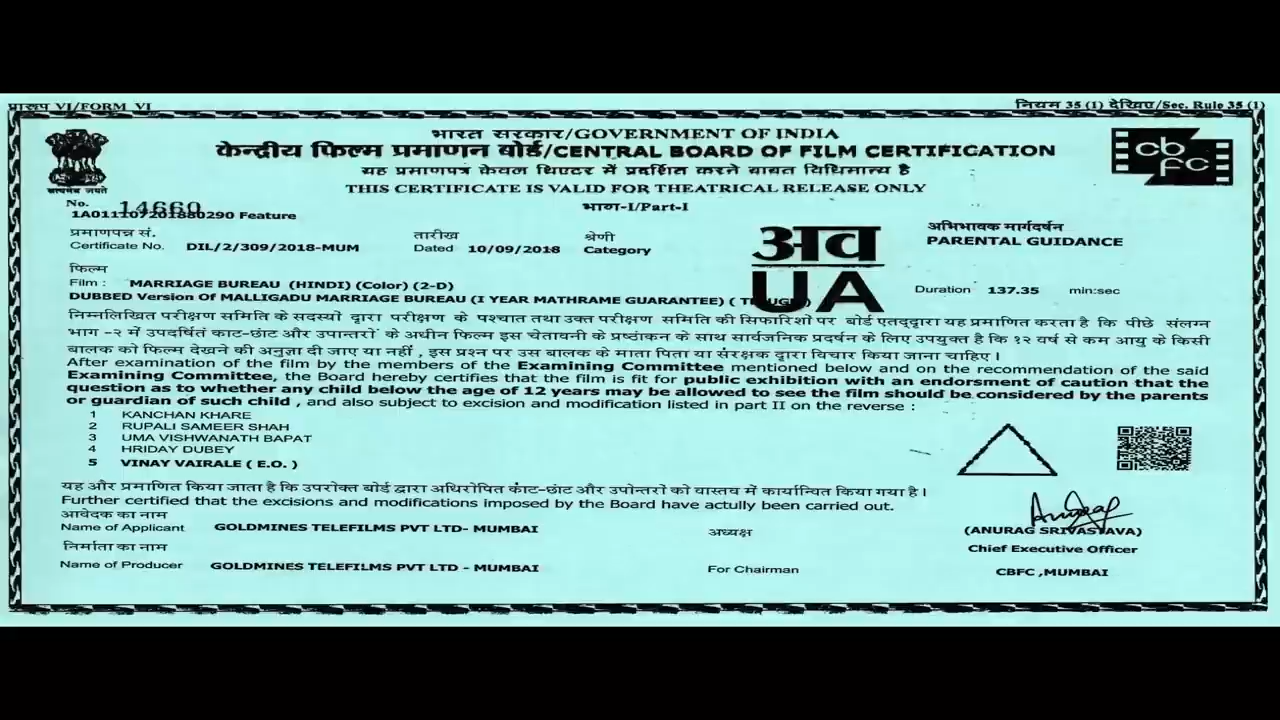 प्रारूप VI/FORM VI
नियम 35 (1) देखिए/Sec. Rule 35 (1)
भारत सरकार/GOVERNMENT OF INDIA
केन्द्रीय फिल्म प्रमाणन बोर्ड/CENTRAL BOARD OF FILM CERTIFICATION
cbfc
यह प्रमाणपत्र केवल थिएटर में प्रदर्शित करने बाबत विधिमान्य है
सत्यमेव जयते
THIS CERTIFICATE IS VALID FOR THEATRICAL RELEASE ONLY
No. 14660
भाग-I/Part-I
1A011107201880290 Feature
प्रमाणपत्र सं. तारीख श्रेणी
Certificate No. DIL/2/309/2018-MUM Dated 10/09/2018 Category
अव
UA
अभिभावक मार्गदर्शन
PARENTAL GUIDANCE
फिल्म
Film : MARRIAGE BUREAU (HINDI) (Color) (2-D)
Duration 137.35 min:sec
DUBBED Version Of MALLIGADU MARRIAGE BUREAU (I YEAR MATHRAME GUARANTEE) (
निम्नलिखित परीक्षण समिति के सदस्यों द्वारा परीक्षण के पश्चात तथा उक्त परीक्षण समिति की सिफारिशों पर बोर्ड एतद्द्वारा यह प्रमाणित करता है कि पीछे संलग्न
भाग -२ में उपदर्षित काट-छांट और उपान्तरों के अधीन फिल्म इस चेतावनी के प्रष्ठांकन के साथ सार्वजनिक प्रदर्शन के लिए उपयुक्त है कि १२ वर्ष से कम आयु के किसी
बालक को फिल्म देखने की अनुज्ञा दी जाए या नहीं , इस प्रश्न पर उस बालक के माता पिता या संरक्षक द्वारा विचार किया जाना चाहिए।
After examination of the film by the members of the Examining Committee mentioned below and on the recommendation of the said
Examining Committee, the Board hereby certifies that the film is fit for public exhibition with an endorsment of caution that the
question as to whether any child below the age of 12 years may be allowed to see the film should be considered by the parents
or guardian of such child , and also subject to excision and modification listed in part II on the reverse :
1 KANCHAN KHARE
2 RUPALI SAMEER SHAH
3 UMA VISHWANATH BAPAT
4 HRIDAY DUBEY
5 VINAY VAIRALE ( E.O. )
यह और प्रमाणित किया जाता है कि उपरोक्त बोर्ड द्वारा अधिरोपित काट-छांट और उपोन्तरों को वास्तव में कार्यान्वित किया गया है।
Further certified that the excisions and modifications imposed by the Board have actully been carried out.
आवेदक का नाम
Name of Applicant GOLDMINES TELEFILMS PVT LTD- MUMBAI
अध्यक्ष
(ANURAG SRIVASTAVA)
निर्माता का नाम
Chief Executive Officer
Name of Producer GOLDMINES TELEFILMS PVT LTD - MUMBAI
For Chairman
CBFC ,MUMBAI